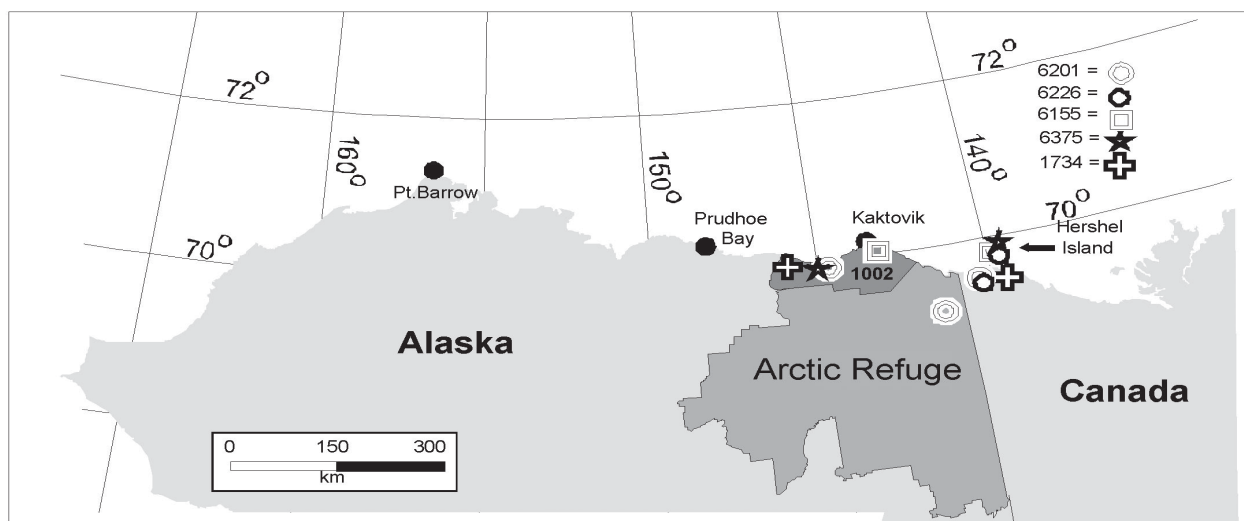 72°
72°
6201 =
6226 =
6155 =
6375 =
1734 =
160°
150°
140°
Pt.Barrow
70°
70°
Prudhoe
Bay
Kaktovik
Hershel
Island
1002
Alaska
Arctic Refuge
Canada
0 150 300
km